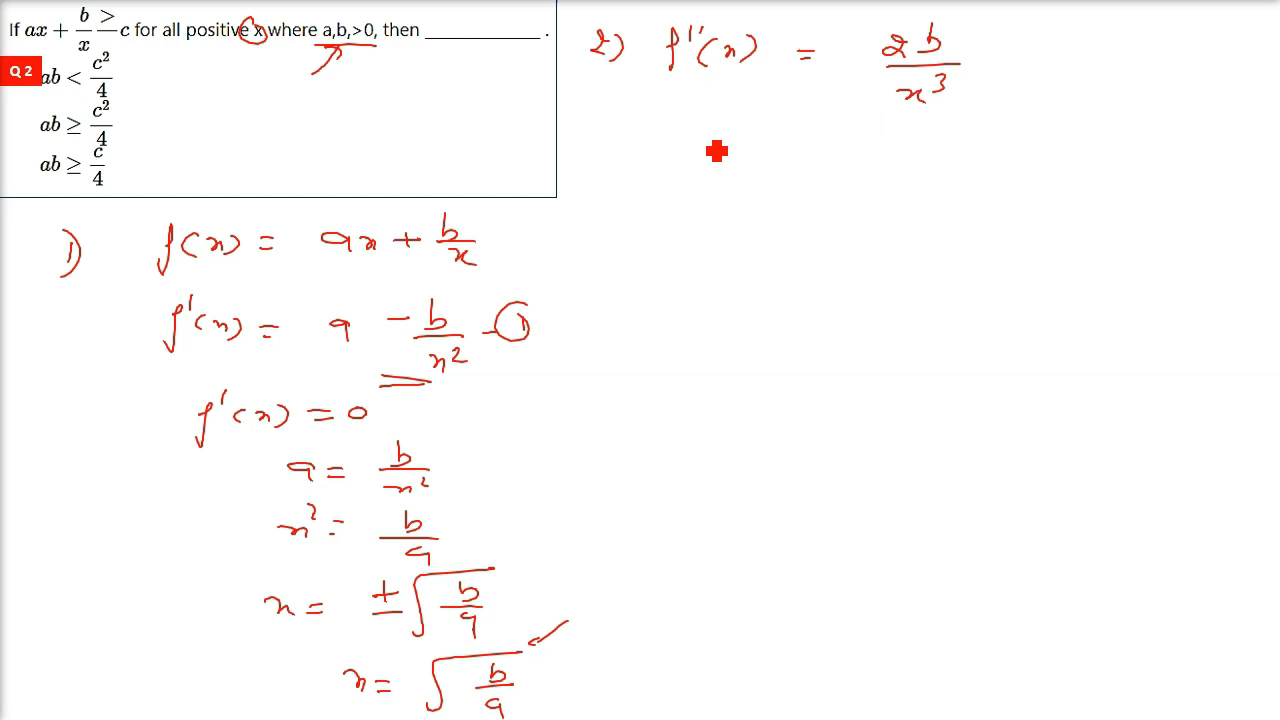 If ax + b/x ≥ c for all positive x where a,b,>0, then ____________ .
Q 2
ab < c²/4
ab ≥ c²/4
ab ≥ c/4
1) f(x) = ax + b/x
f'(x) = a - b/x² - ①
f'(x) = 0
a = b/x²
x² = b/a
x = ± √(b/a)
x = √(b/a) ✓
2) f''(x) = 2b/x³